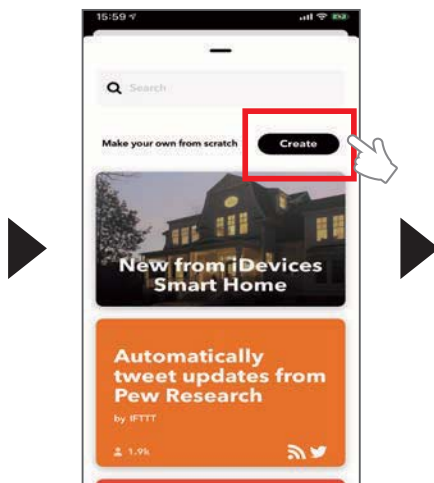 15:59
Search
Make your own from scratch
Create
New from iDevices
Smart Home
Automatically
tweet updates from
Pew Research
by IFTTT
1.9k